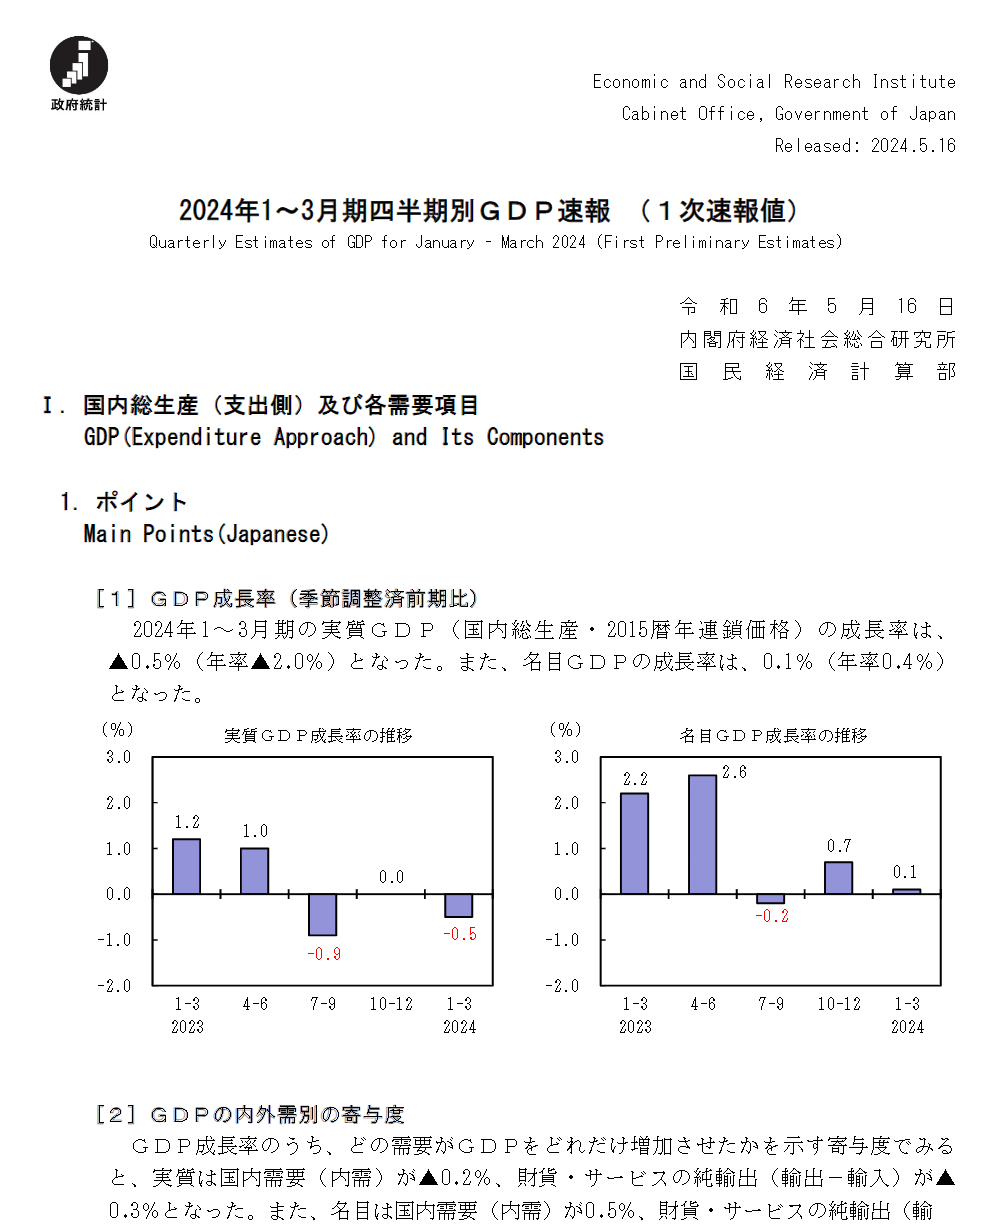 政府統計
Economic and Social Research Institute
Cabinet Office, Government of Japan
Released: 2024.5.16
2024年1～3月期四半期別ＧＤＰ速報 （１次速報値）
Quarterly Estimates of GDP for January - March 2024 (First Preliminary Estimates)
令和6年5月16日
内閣府経済社会総合研究所
国民経済計算部
Ⅰ. 国内総生産（支出側）及び各需要項目
GDP(Expenditure Approach) and Its Components
1. ポイント
Main Points(Japanese)
［１］ＧＤＰ成長率（季節調整済前期比）
2024年1～3月期の実質ＧＤＰ（国内総生産・2015暦年連鎖価格）の成長率は、
▲0.5％（年率▲2.0％）となった。また、名目ＧＤＰの成長率は、0.1％（年率0.4％）
となった。
(％)
実質ＧＤＰ成長率の推移
3.0
2.0
1.0
0.0
-1.0
-2.0
1.2
1.0
-0.9
0.0
-0.5
1-3 4-6 7-9 10-12 1-3
2023 2024
(％)
名目ＧＤＰ成長率の推移
3.0
2.0
1.0
0.0
-1.0
-2.0
2.2
2.6
-0.2
0.7
0.1
1-3 4-6 7-9 10-12 1-3
2023 2024
［２］ＧＤＰの内外需別の寄与度
ＧＤＰ成長率のうち、どの需要がＧＤＰをどれだけ増加させたかを示す寄与度でみる
と、実質は国内需要（内需）が▲0.2％、財貨・サービスの純輸出（輸出－輸入）が▲
0.3％となった。また、名目は国内需要（内需）が0.5％、財貨・サービスの純輸出（輸